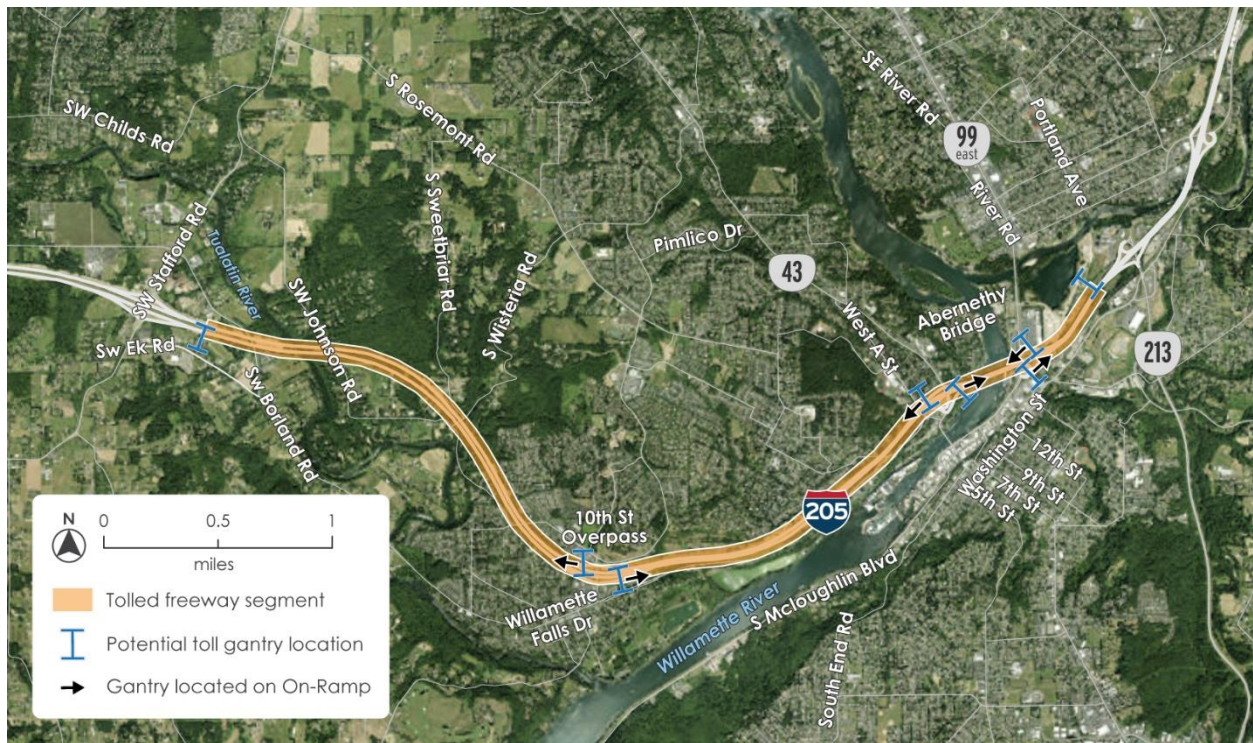 SW Childs Rd
S Rosemont Rd
SE River Rd
Portland Ave
99
east
River Rd
S Sweetbriar Rd
Pimlico Dr
43
SW Stafford Rd
Tualatin River
S Wisteria Rd
SW Johnson Rd
Abernethy
Bridge
West A St
213
Sw Ek Rd
Sw Borland Rd
Washington St
12th St
9th St
7th St
5th St
205
10th St
Overpass
Willamette
Falls Dr
Willamette River
S Mcloughlin Blvd
South End Rd
N
0 0.5 1
miles
Tolled freeway segment
Potential toll gantry location
Gantry located on On-Ramp